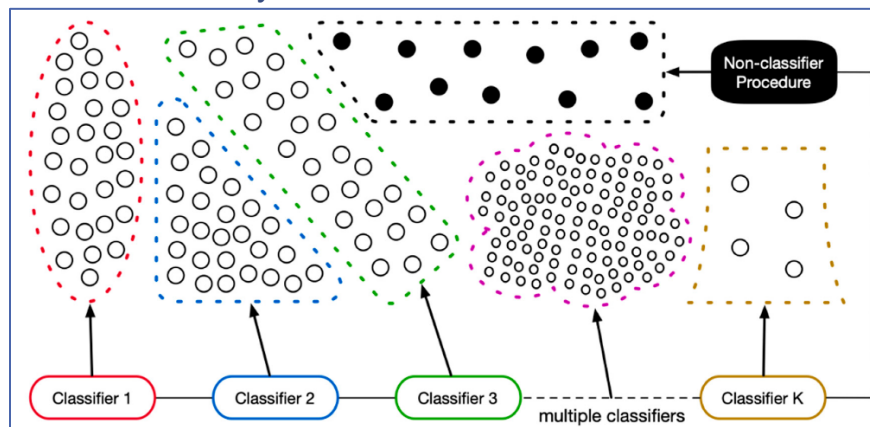 Non-classifier
Procedure
Classifier 1
Classifier 2
Classifier 3
multiple classifiers
Classifier K